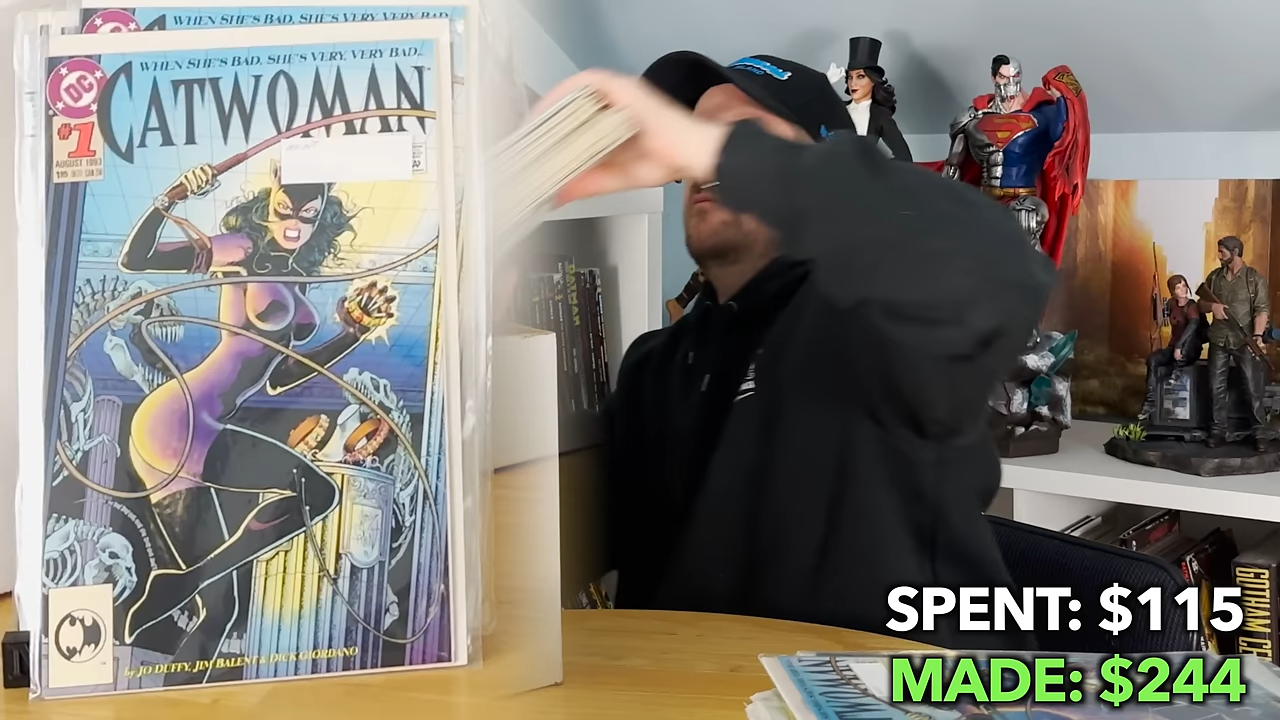 WHEN SHE'S BAD, SHE'S VERY, VERY BAD
WHEN SHE'S BAD, SHE'S VERY, VERY BAD...
DC
CATWOMAN
#1
AUGUST 1993
by JO DUFFY, JIM BALENT & DICK GIORDANO
GOTHAM
SPENT: $115
MADE: $244